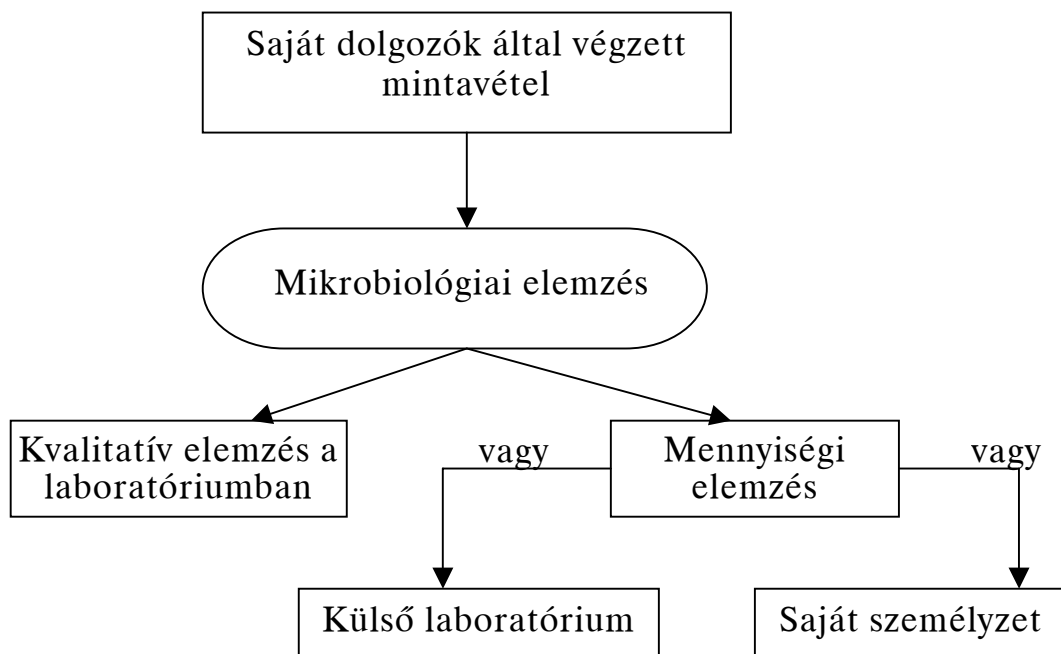 Saját dolgozók által végzett
mintavétel
Mikrobiológiai elemzés
Kvalitatív elemzés a
laboratóriumban
vagy
Mennyiségi
elemzés
vagy
Külső laboratórium
Saját személyzet